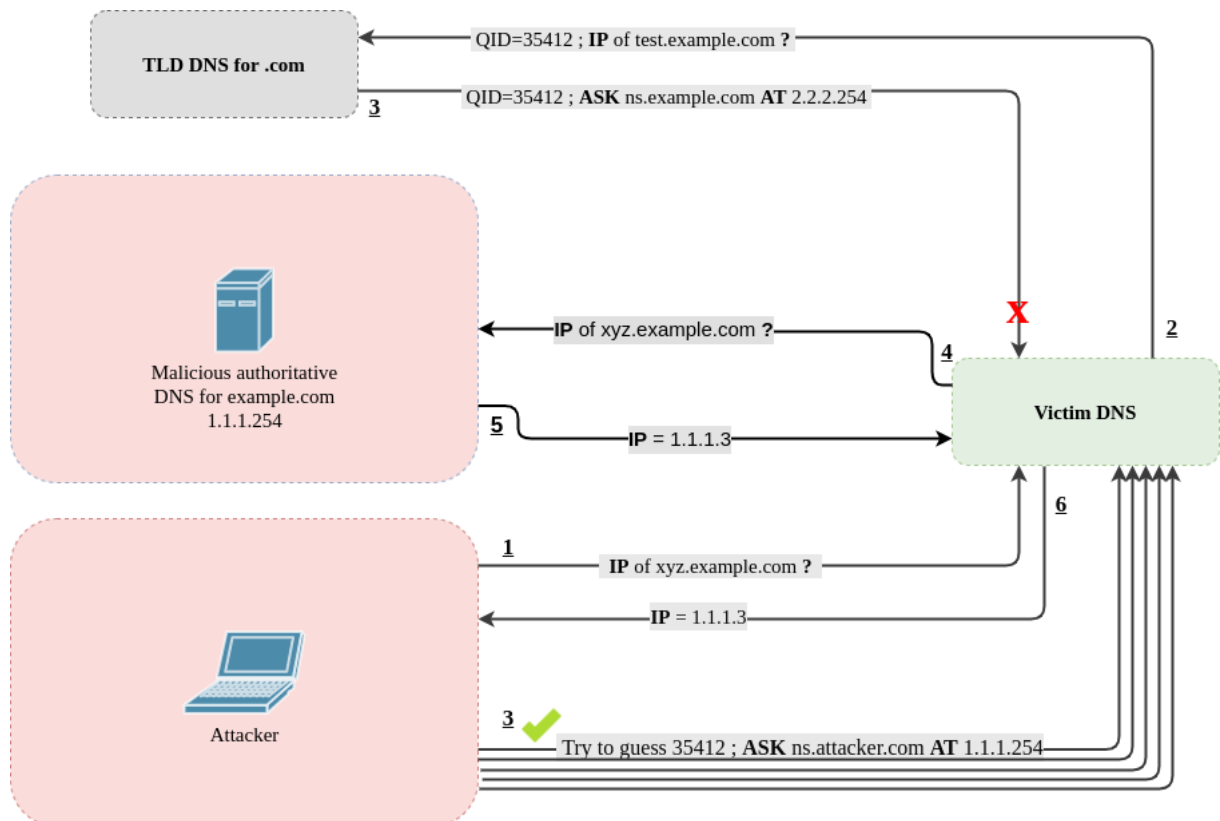 QID=35412 ; IP of test.example.com ?
TLD DNS for .com
QID=35412 ; ASK ns.example.com AT 2.2.2.254
3
X
2
IP of xyz.example.com ?
4
Malicious authoritative
DNS for example.com
1.1.1.254
Victim DNS
5
IP = 1.1.1.3
6
1
IP of xyz.example.com ?
IP = 1.1.1.3
3
Attacker
Try to guess 35412 ; ASK ns.attacker.com AT 1.1.1.254